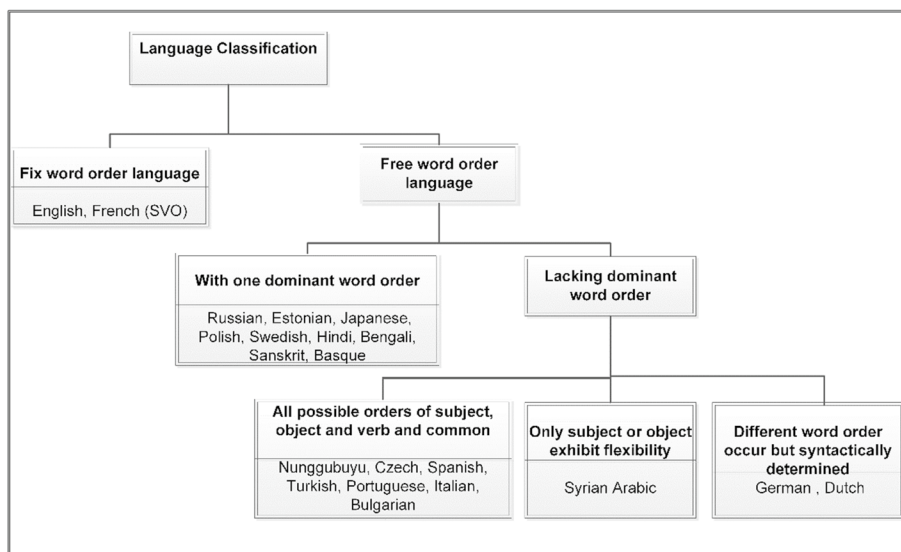 Language Classification
Fix word order language
English, French (SVO)
Free word order
language
With one dominant word order
Russian, Estonian, Japanese,
Polish, Swedish, Hindi, Bengali,
Sanskrit, Basque
Lacking dominant
word order
All possible orders of subject,
object and verb and common
Nunggubuyu, Czech, Spanish,
Turkish, Portuguese, Italian,
Bulgarian
Only subject or object
exhibit flexibility
Syrian Arabic
Different word order
occur but syntactically
determined
German , Dutch